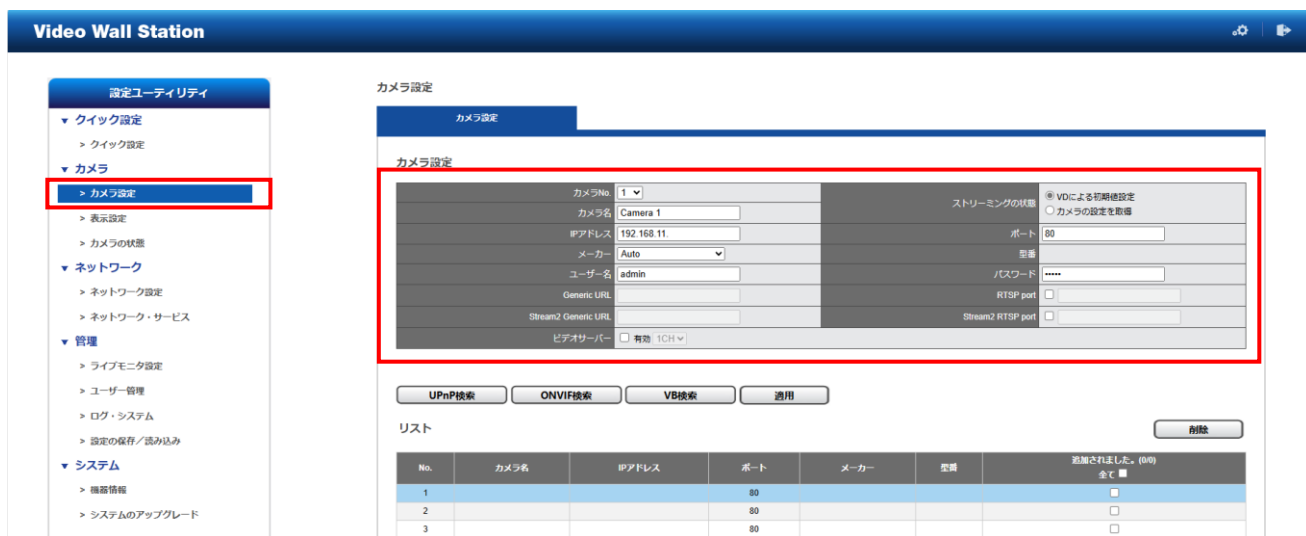 Video Wall Station
設定ユーティリティ
▼ クイック設定
> クイック設定
▼ カメラ
> カメラ設定
> 表示設定
> カメラの状態
▼ ネットワーク
> ネットワーク設定
> ネットワーク・サービス
▼ 管理
> ライブモニタ設定
> ユーザー管理
> ログ・システム
> 設定の保存/読み込み
▼ システム
> 機器情報
> システムのアップグレード
カメラ設定
カメラ設定
カメラ設定
カメラNo. 1 ストリーミングの状態 VDによる初期値設定
カメラ名 Camera 1 カメラの設定を取得
IPアドレス 192.168.11. ポート 80
メーカー Auto 型番
ユーザー名 admin パスワード •••••
Generic URL RTSP port
Stream2 Generic URL Stream2 RTSP port
ビデオサーバー 有効 1CH
UPnP検索 ONVIF検索 VB検索 適用
リスト 削除
No. カメラ名 IPアドレス ポート メーカー 型番 追加されました。(0/0)
全て
1 80
2 80
3 80